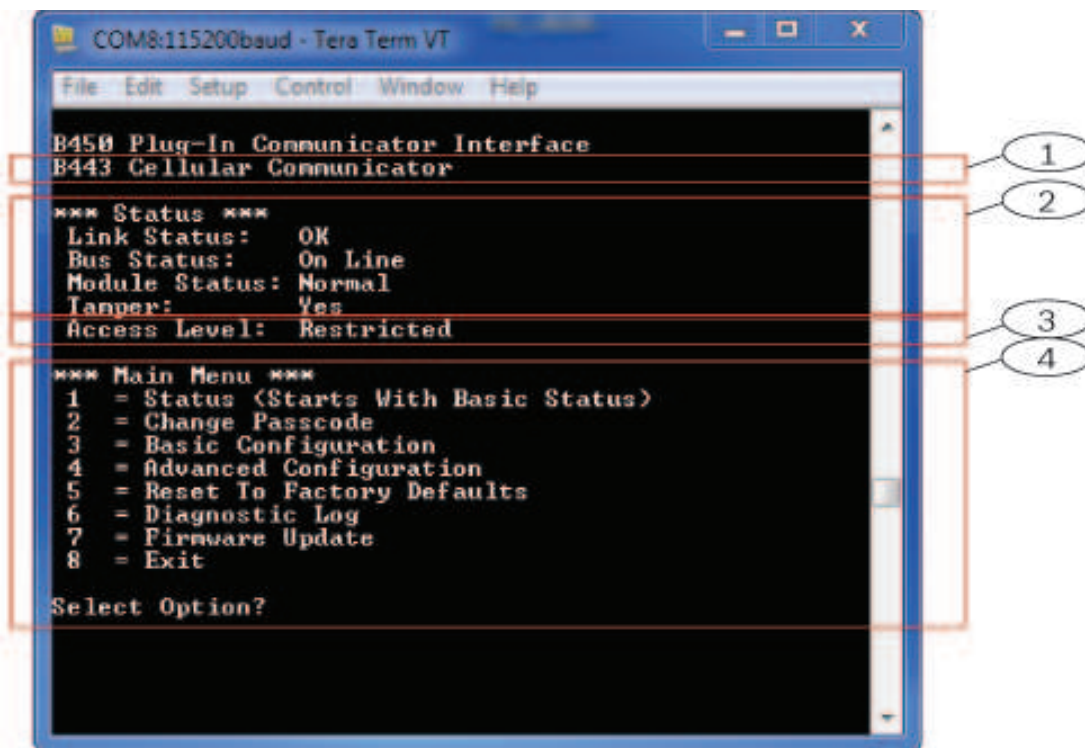 COM8:115200baud - Tera Term VT
File Edit Setup Control Window Help
B450 Plug-In Communicator Interface
B443 Cellular Communicator
1
*** Status ***
2
Link Status: OK
Bus Status: On Line
Module Status: Normal
Tamper: Yes
Access Level: Restricted
3
*** Main Menu ***
4
1 = Status (Starts With Basic Status)
2 = Change Passcode
3 = Basic Configuration
4 = Advanced Configuration
5 = Reset To Factory Defaults
6 = Diagnostic Log
7 = Firmware Update
8 = Exit
Select Option?